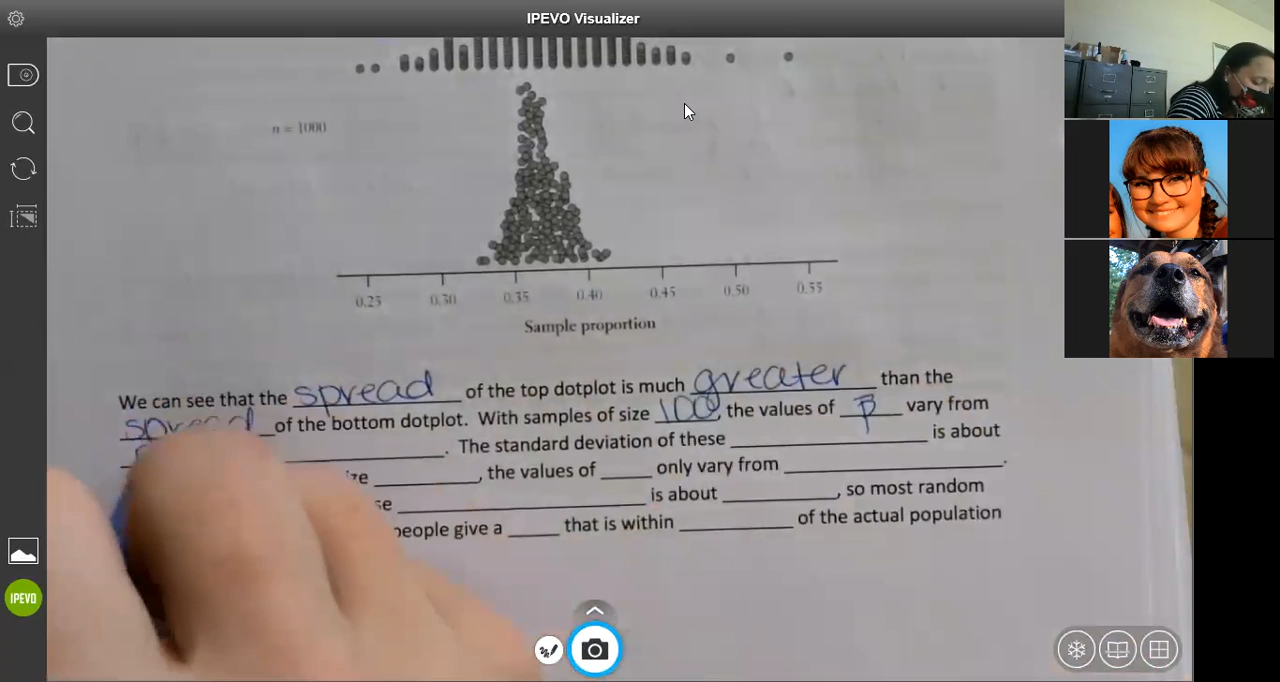 IPEVO Visualizer
n = 1000
0.25 0.30 0.35 0.40 0.45 0.50 0.55
Sample proportion
We can see that the spread of the top dotplot is much greater than the
spread of the bottom dotplot. With samples of size 100, the values of p̂ vary from
. The standard deviation of these is about
, the values of only vary from .
is about , so most random
people give a that is within of the actual population
IPEVO